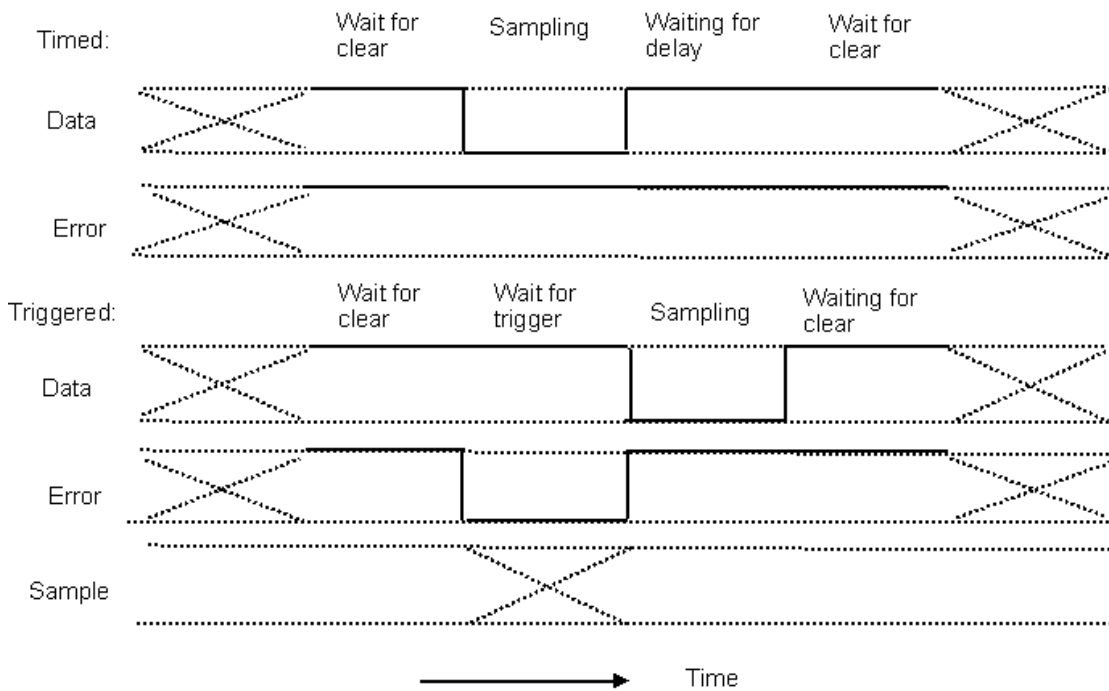 Timed:
Wait for
clear
Sampling
Waiting for
delay
Wait for
clear
Data
Error
Triggered:
Wait for
clear
Wait for
trigger
Sampling
Waiting for
clear
Data
Error
Sample
Time